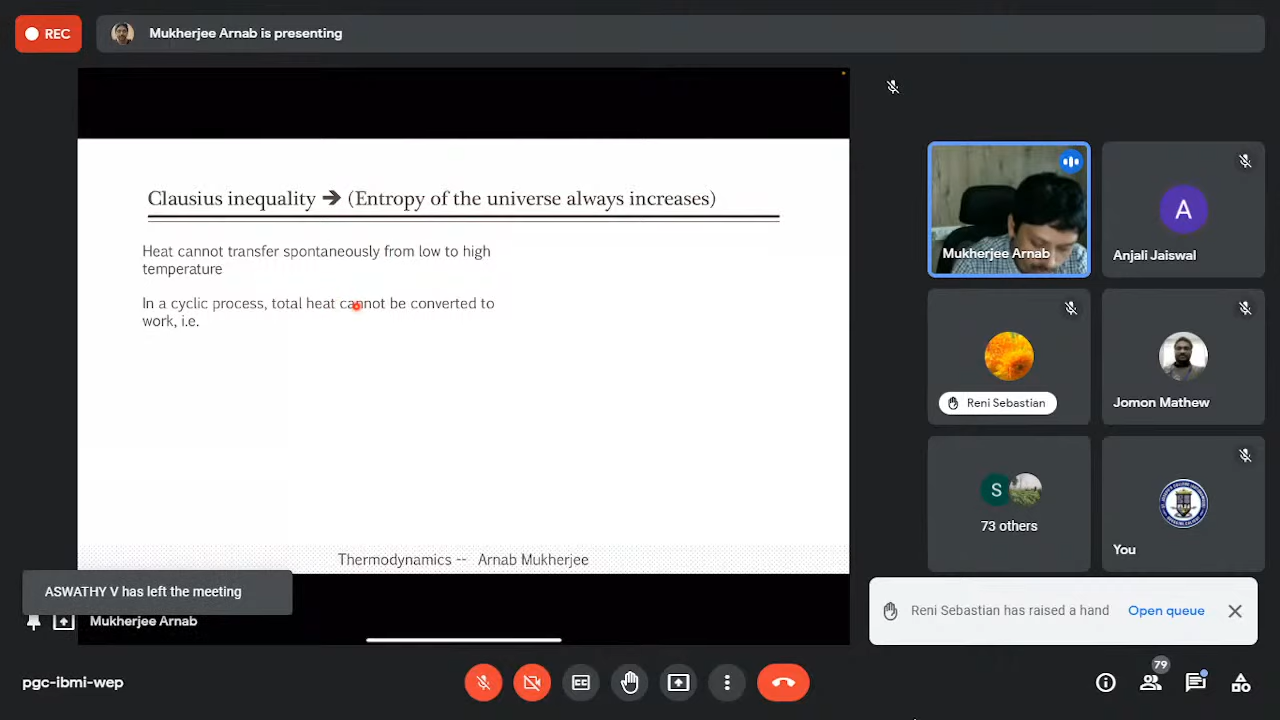 REC
Mukherjee Arnab is presenting
Clausius inequality ➔ (Entropy of the universe always increases)
Heat cannot transfer spontaneously from low to high
temperature
In a cyclic process, total heat cannot be converted to
work, i.e.
Thermodynamics -- Arnab Mukherjee
Mukherjee Arnab
A
Anjali Jaiswal
Reni Sebastian
Jomon Mathew
S
73 others
You
ASWATHY V has left the meeting
Mukherjee Arnab
Reni Sebastian has raised a hand
Open queue
pgc-ibmi-wep
79